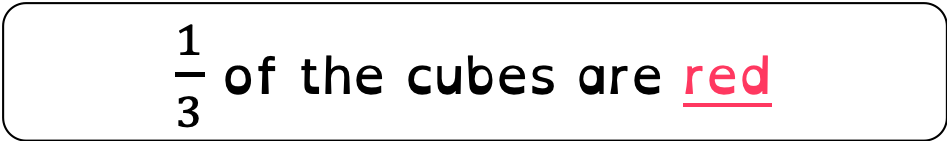 1/3 of the cubes are red